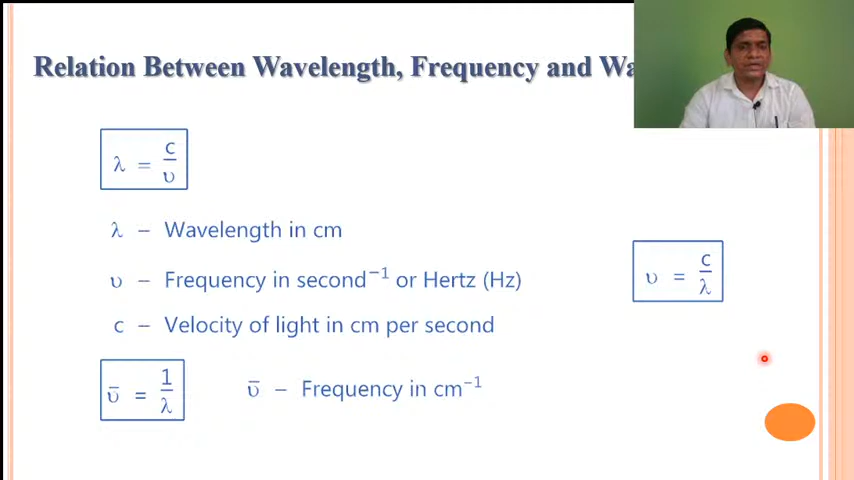 Relation Between Wavelength, Frequency and
λ = c/υ
λ – Wavelength in cm
υ – Frequency in second⁻¹ or Hertz (Hz)
υ = c/λ
c – Velocity of light in cm per second
ῡ = 1/λ
ῡ – Frequency in cm⁻¹